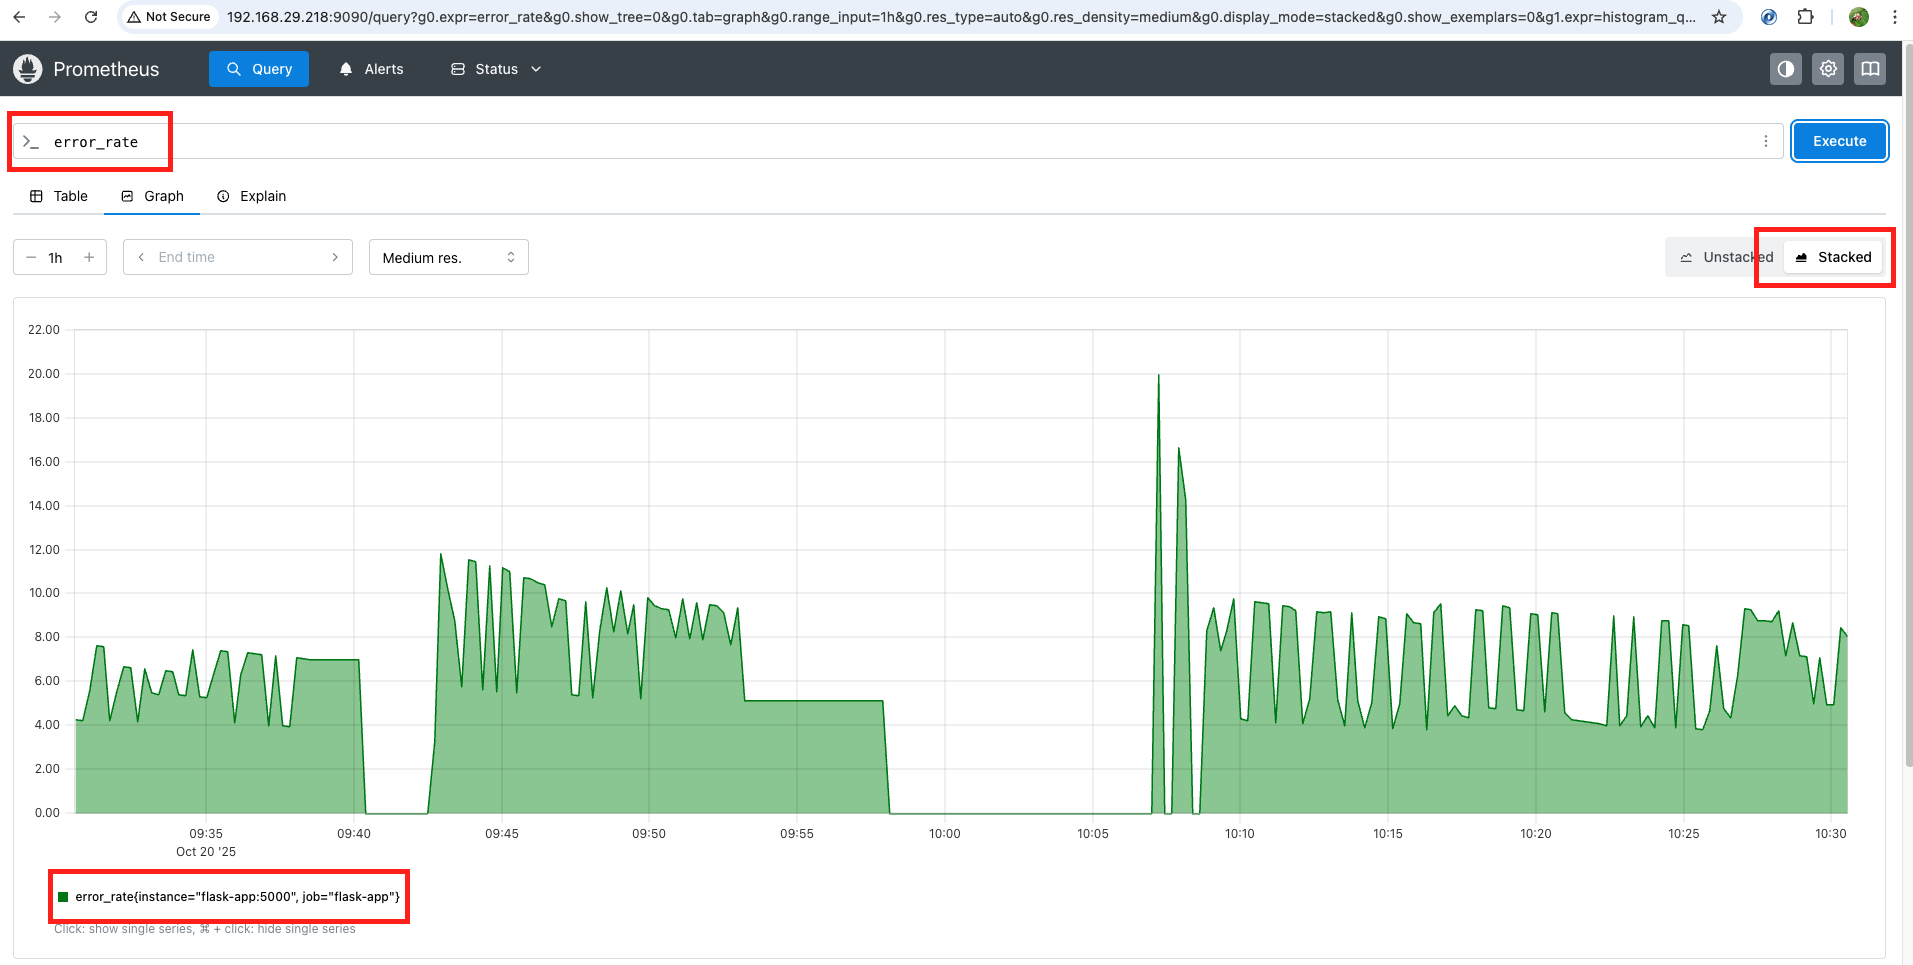 Not Secure 192.168.29.218:9090/query?g0.expr=error_rate&g0.show_tree=0&g0.tab=graph&g0.range_input=1h&g0.res_type=auto&g0.res_density=medium&g0.display_mode=stacked&g0.show_exemplars=0&g1.expr=histogram_q...
Prometheus Query Alerts Status
>_ error_rate Execute
Table Graph Explain
− 1h + < End time > Medium res. Unstacked Stacked
22.00
20.00
18.00
16.00
14.00
12.00
10.00
8.00
6.00
4.00
2.00
0.00
09:35 09:40 09:45 09:50 09:55 10:00 10:05 10:10 10:15 10:20 10:25 10:30
Oct 20 '25
error_rate{instance="flask-app:5000", job="flask-app"}
Click: show single series, ⌘ + click: hide single series